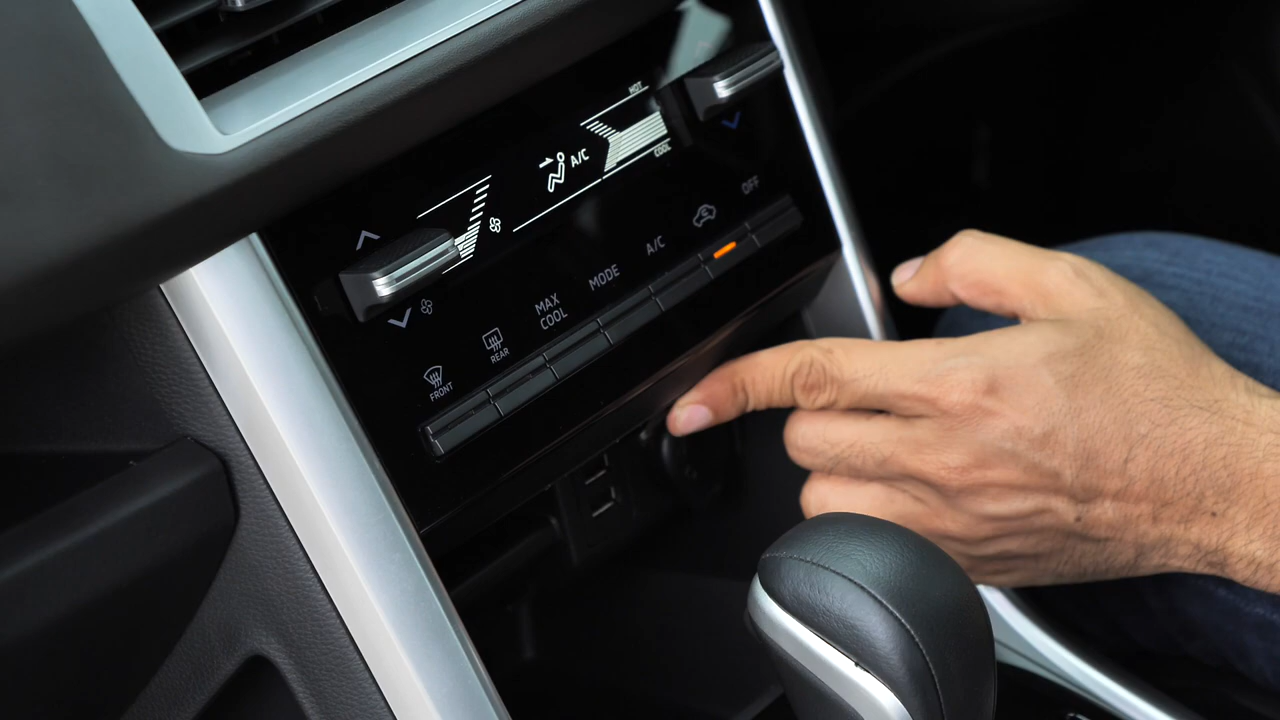 HOT
A/C
COOL
FRONT
REAR
MAX
COOL
MODE
A/C
OFF